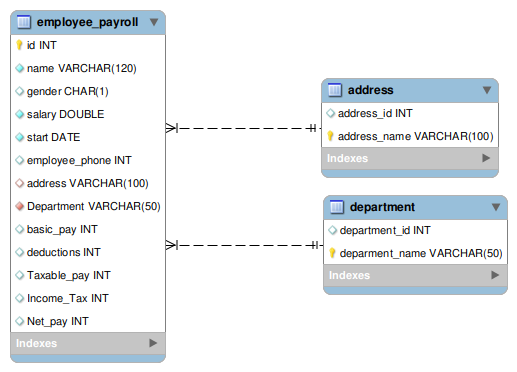 employee_payroll
id INT
name VARCHAR(120)
gender CHAR(1)
salary DOUBLE
start DATE
employee_phone INT
address VARCHAR(100)
Department VARCHAR(50)
basic_pay INT
deductions INT
Taxable_pay INT
Income_Tax INT
Net_pay INT
Indexes
address
address_id INT
address_name VARCHAR(100)
Indexes
department
department_id INT
deparment_name VARCHAR(50)
Indexes